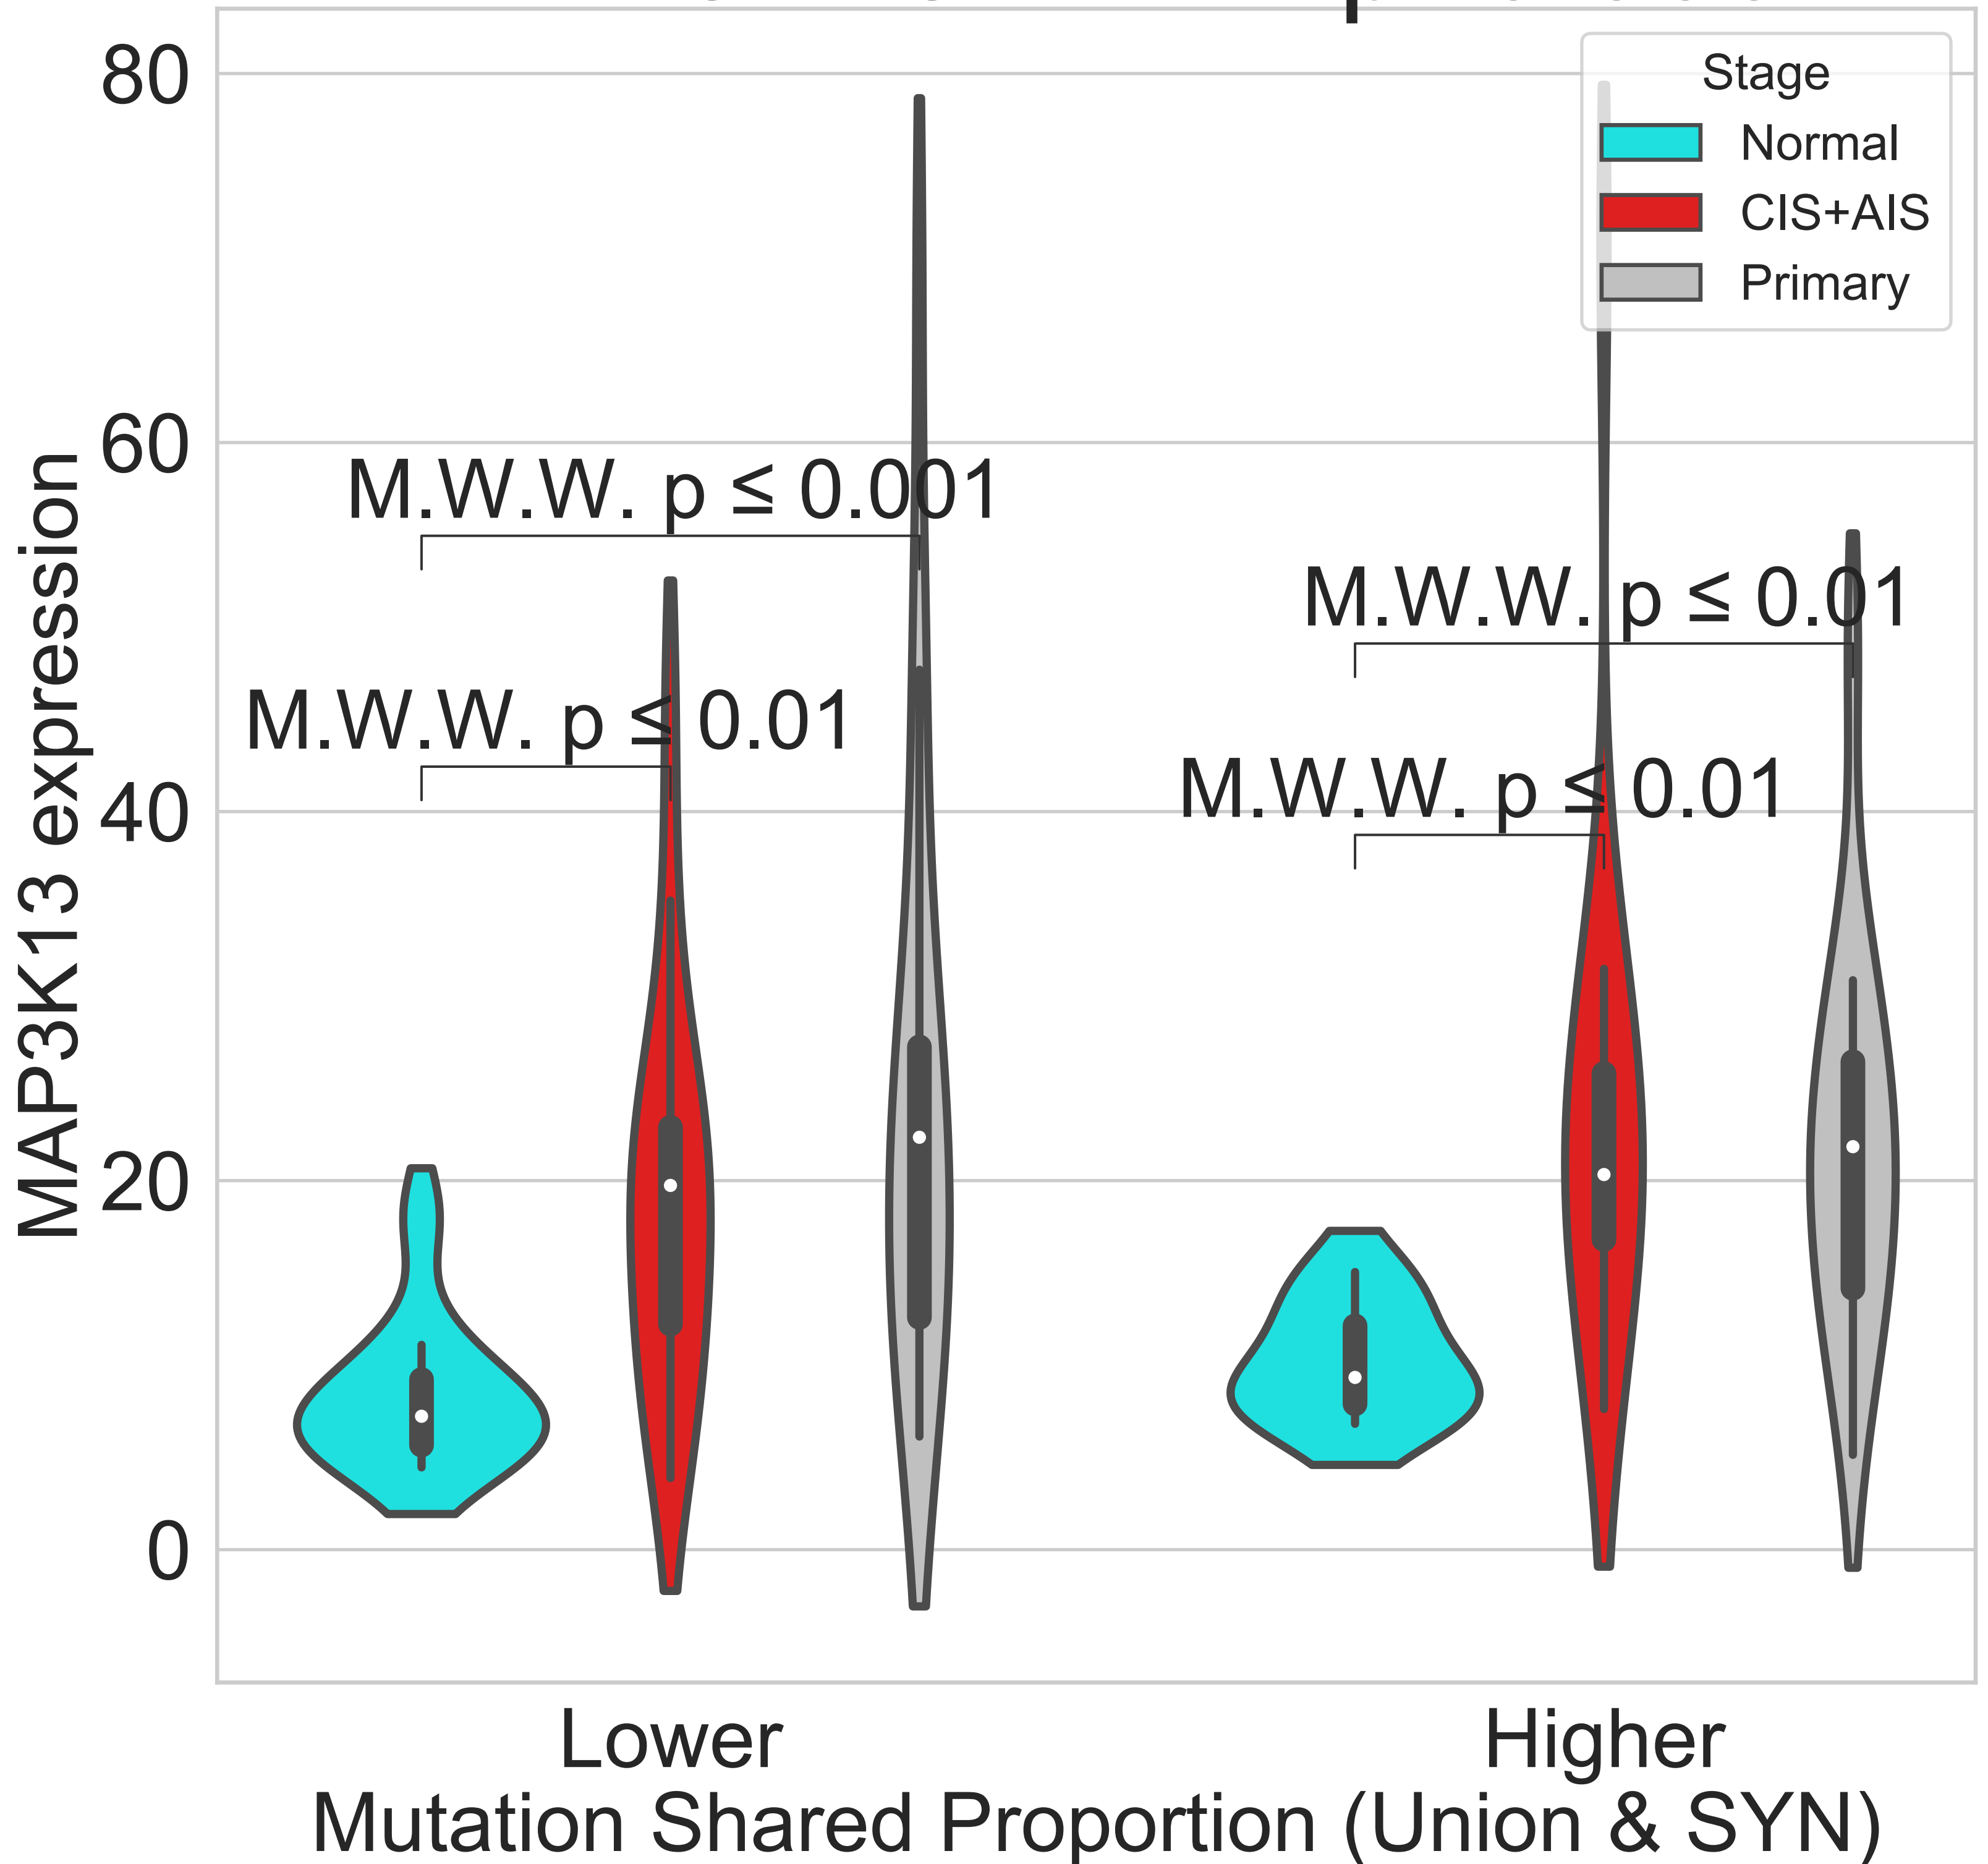 80
60
40
20
0
MAP3K13 expression
Stage
Normal
CIS+AIS
Primary
M.W.W. p ≤ 0.001
M.W.W. p ≤ 0.01
M.W.W. p ≤ 0.01
M.W.W. p ≤ 0.01
Lower
Higher
Mutation Shared Proportion (Union & SYN)